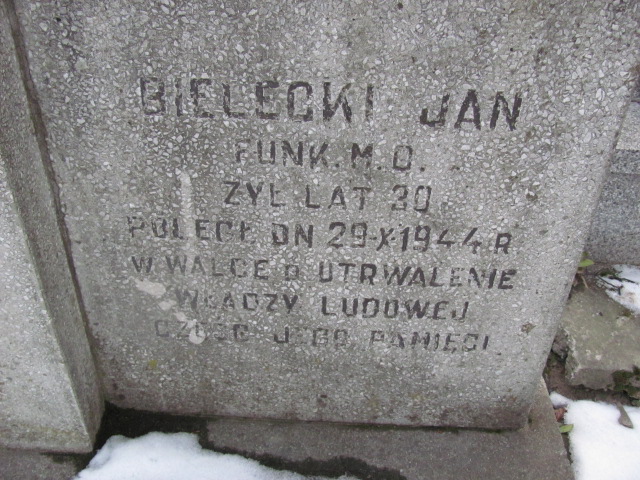 BIELECKI JAN
FUNK. M.O.
ŻYŁ LAT 30
POLEGŁ DN 29-X-1944 R
W WALCE O UTRWALENIE
WŁADZY LUDOWEJ
CZEŚĆ JEGO PAMIĘCI